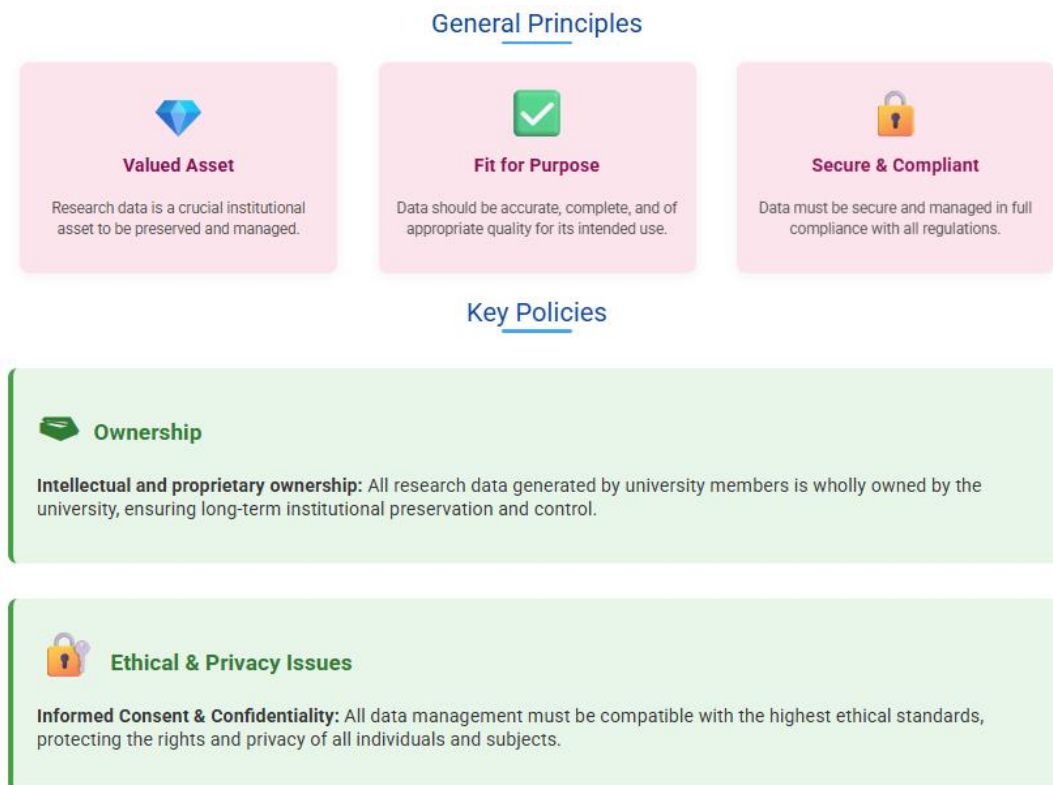 General Principles
Valued Asset
Research data is a crucial institutional
asset to be preserved and managed.
Fit for Purpose
Data should be accurate, complete, and of
appropriate quality for its intended use.
Secure & Compliant
Data must be secure and managed in full
compliance with all regulations.
Key Policies
Ownership
Intellectual and proprietary ownership: All research data generated by university members is wholly owned by the
university, ensuring long-term institutional preservation and control.
Ethical & Privacy Issues
Informed Consent & Confidentiality: All data management must be compatible with the highest ethical standards,
protecting the rights and privacy of all individuals and subjects.